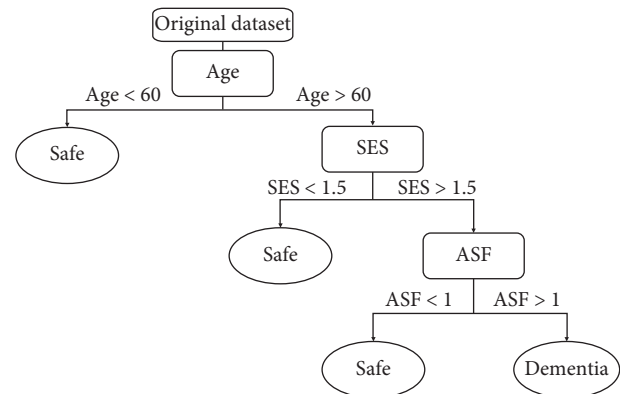 Original dataset
Age
Age < 60
Age > 60
Safe
SES
SES < 1.5
SES > 1.5
Safe
ASF
ASF < 1
ASF > 1
Safe
Dementia